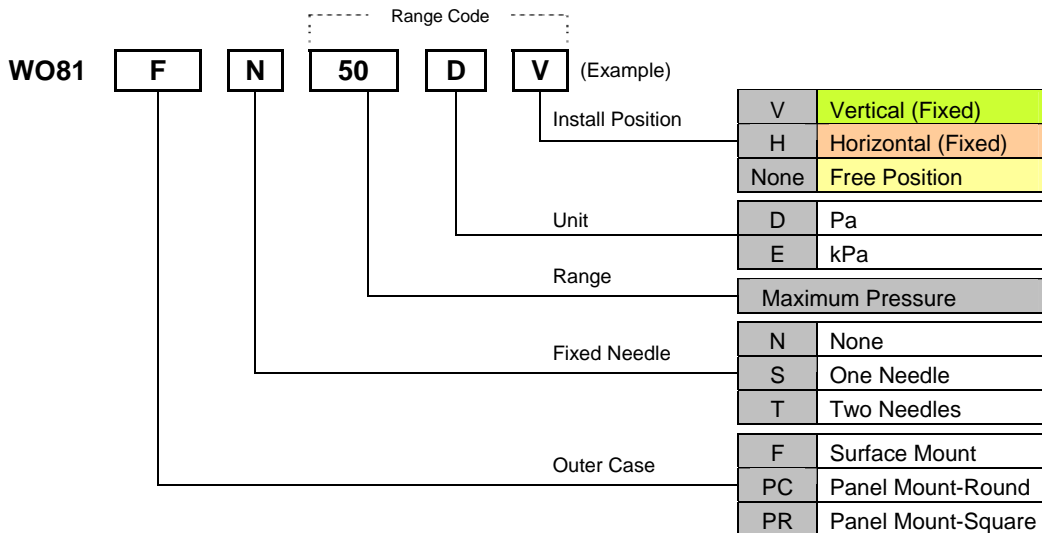 Range Code
WO81 F N 50 D V (Example)
Install Position
V Vertical (Fixed)
H Horizontal (Fixed)
None Free Position
Unit
D Pa
E kPa
Range
Maximum Pressure
Fixed Needle
N None
S One Needle
T Two Needles
Outer Case
F Surface Mount
PC Panel Mount-Round
PR Panel Mount-Square